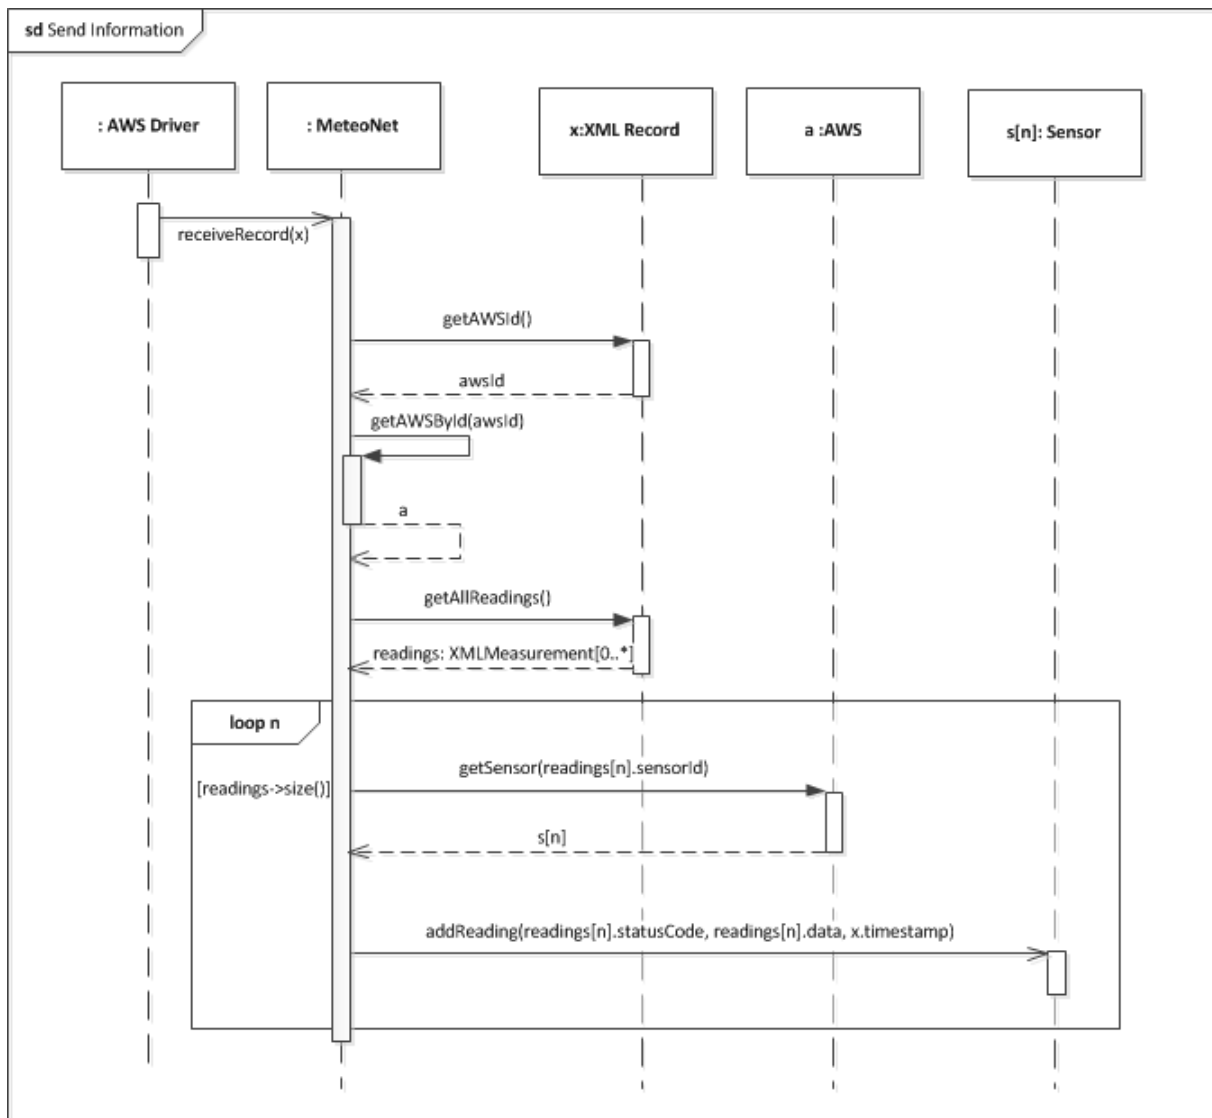 sd Send Information
: AWS Driver
: MeteoNet
x:XML Record
a :AWS
s[n]: Sensor
receiveRecord(x)
getAWSId()
awsId
getAWSById(awsId)
a
getAllReadings()
readings: XMLMeasurement[0..*]
loop n
getSensor(readings[n].sensorId)
[readings->size()]
s[n]
addReading(readings[n].statusCode, readings[n].data, x.timestamp)